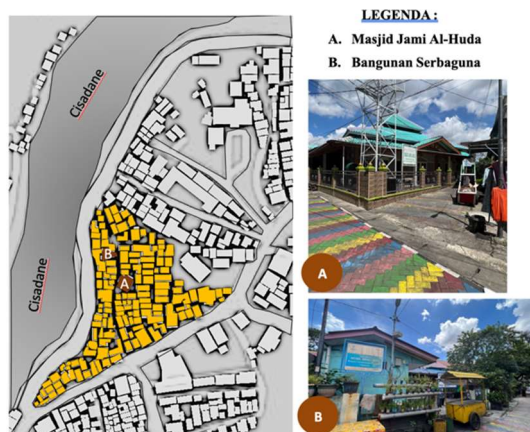 LEGENDA :
A. Masjid Jami Al-Huda
B. Bangunan Serbaguna
Cisadane
Cisadane
B
A
A
B